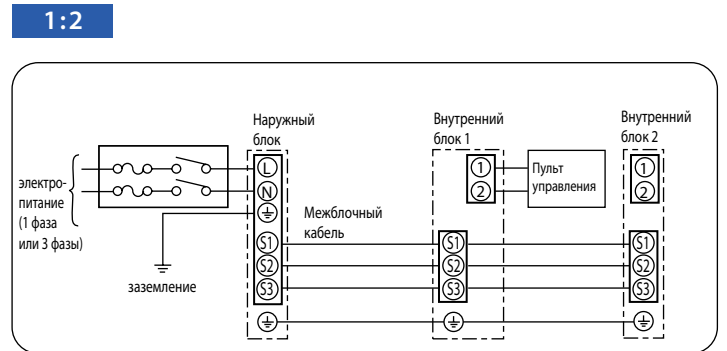 1:2
Наружный
блок
Внутренний
блок 1
Внутренний
блок 2
электро-
питание
(1 фаза
или 3 фазы)
L
N
заземление
Межблочный
кабель
1
2
Пульт
управления
1
2
S1
S2
S3
S1
S2
S3
S1
S2
S3